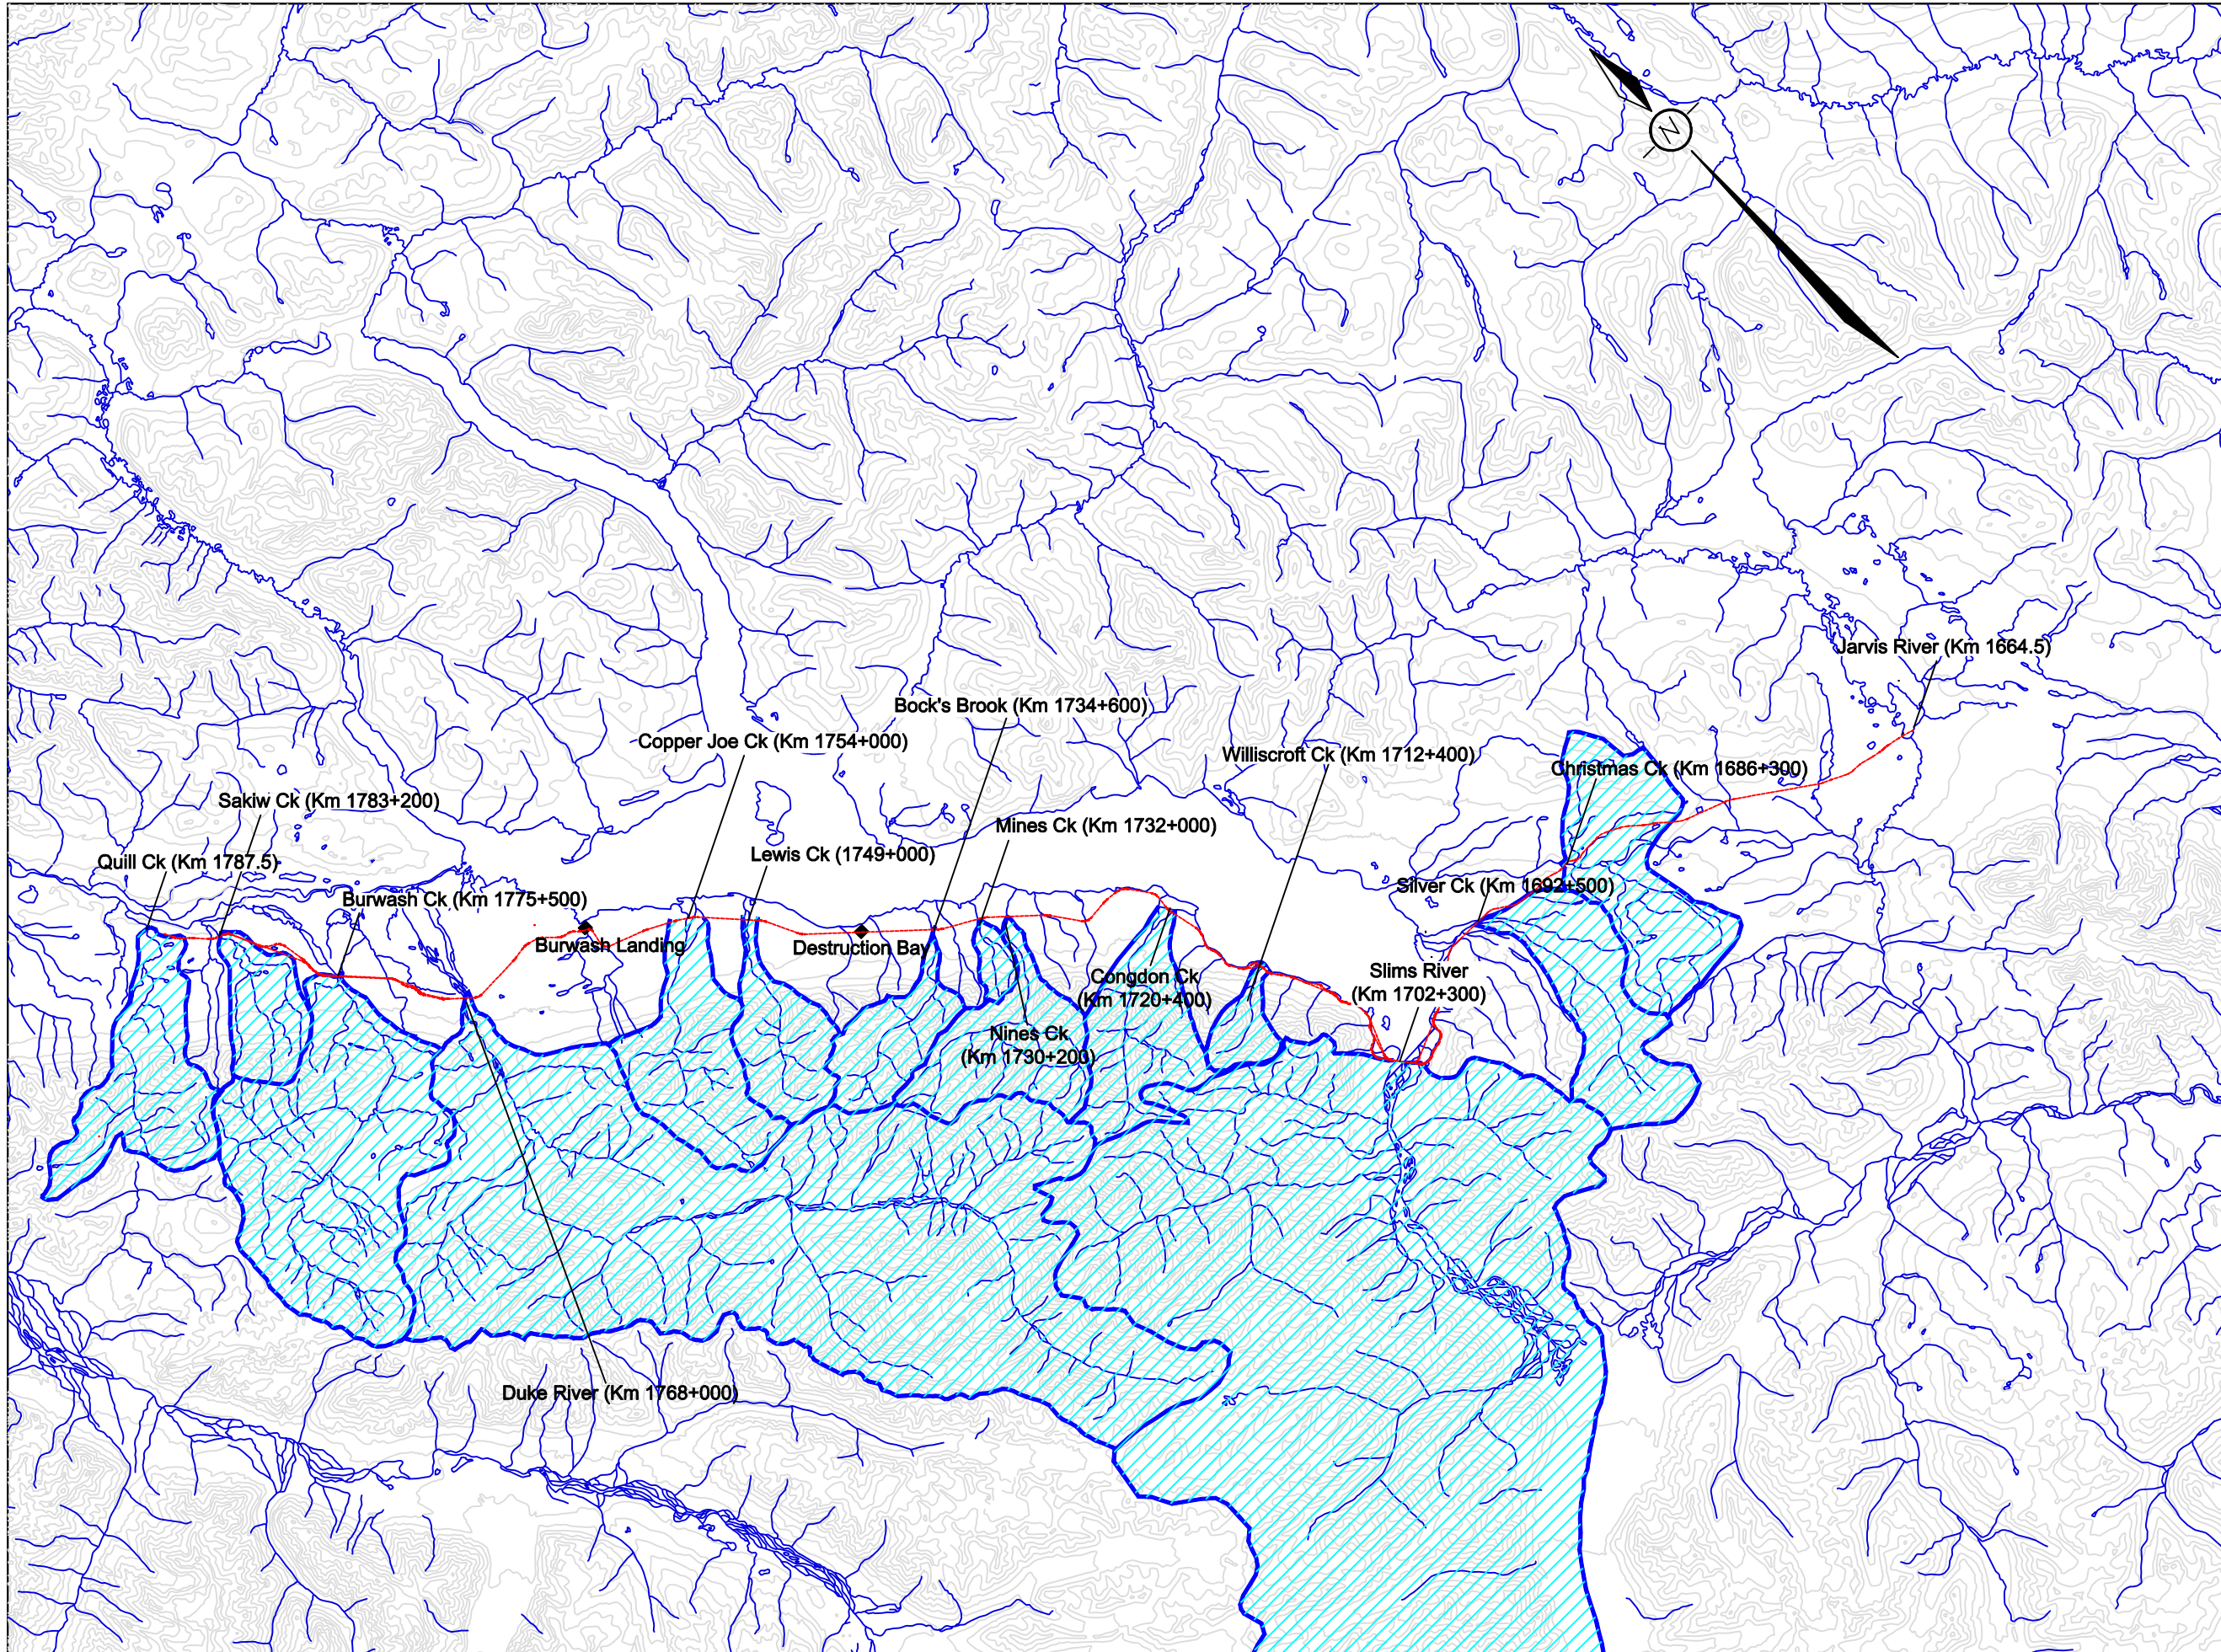 N
Jarvis River (Km 1664.5)
Bock's Brook (Km 1734+600)
Copper Joe Ck (Km 1754+000)
Williscroft Ck (Km 1712+400)
Christmas Ck (Km 1686+300)
Sakiw Ck (Km 1783+200)
Mines Ck (Km 1732+000)
Lewis Ck (1749+000)
Quill Ck (Km 1787.5)
Silver Ck (Km 1692+500)
Burwash Ck (Km 1775+500)
Burwash Landing
Destruction Bay
Congdon Ck
(Km 1720+400)
Slims River
(Km 1702+300)
Nines Ck
(Km 1730+200)
Duke River (Km 1768+000)